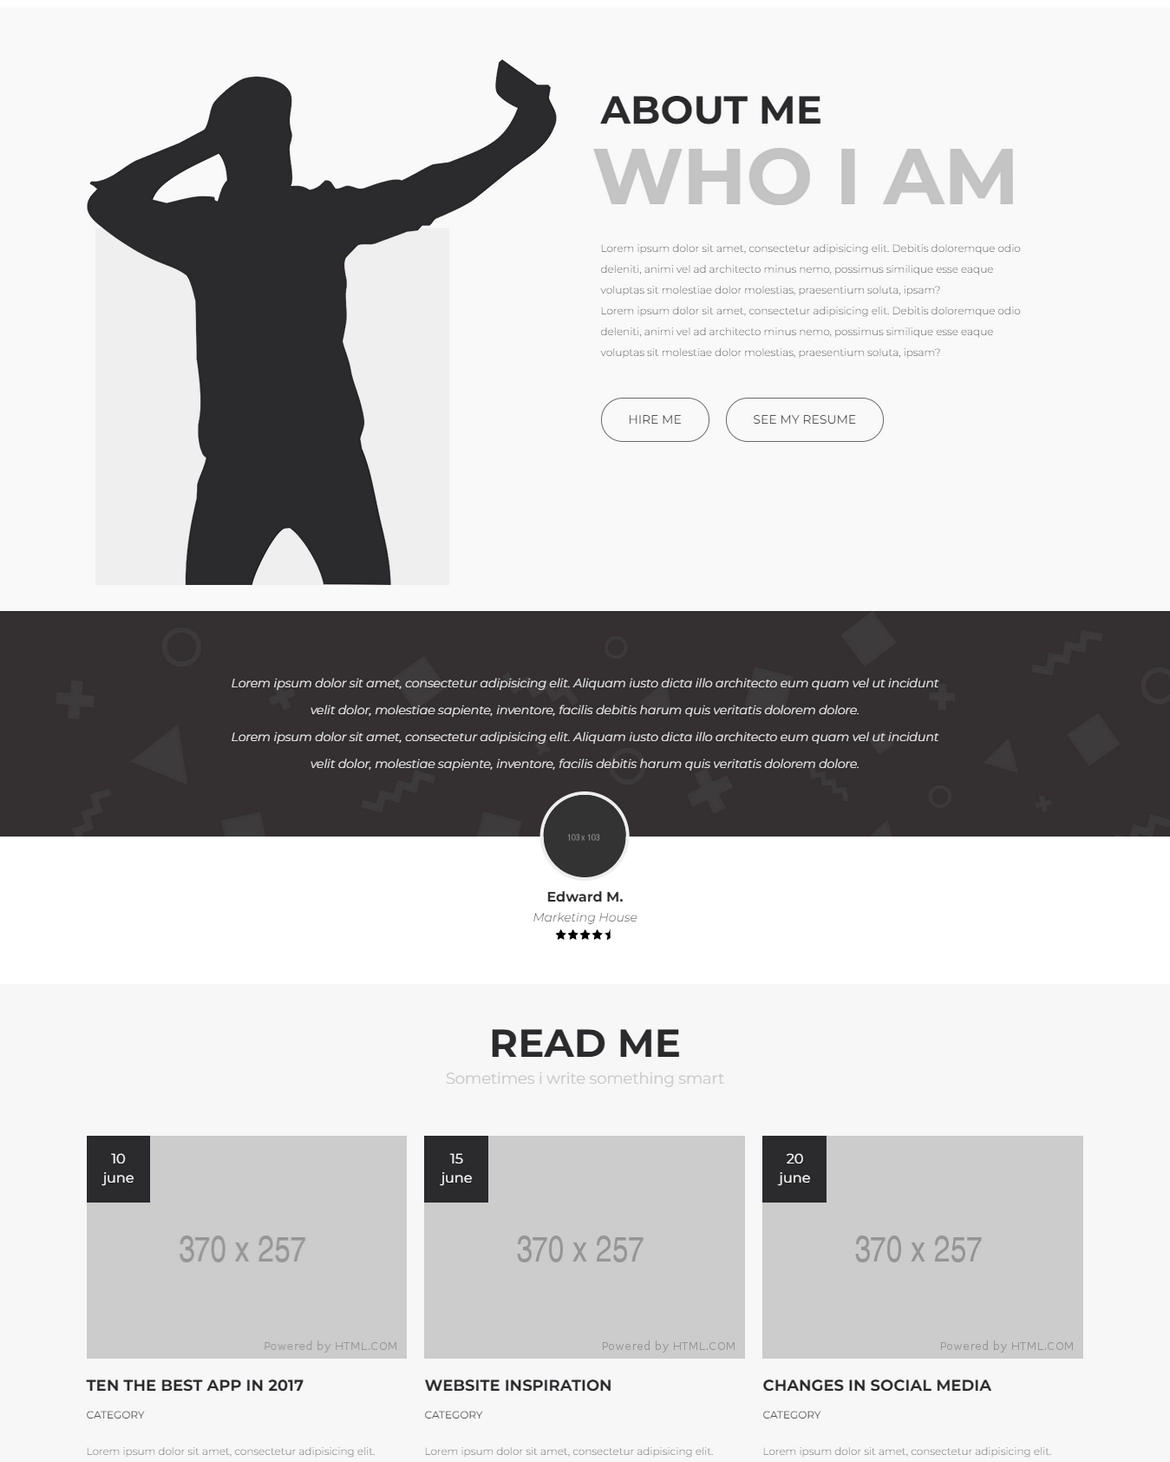 ABOUT ME
WHO I AM
Lorem ipsum dolor sit amet, consectetur adipisicing elit. Debitis doloremque odio
deleniti, animi vel ad architecto minus nemo, possimus similique esse eaque
voluptas sit molestiae dolor molestias, praesentium soluta, ipsam?
Lorem ipsum dolor sit amet, consectetur adipisicing elit. Debitis doloremque odio
deleniti, animi vel ad architecto minus nemo, possimus similique esse eaque
voluptas sit molestiae dolor molestias, praesentium soluta, ipsam?
HIRE ME
SEE MY RESUME
Lorem ipsum dolor sit amet, consectetur adipisicing elit. Aliquam iusto dicta illo architecto eum quam vel ut incidunt
velit dolor, molestiae sapiente, inventore, facilis debitis harum quis veritatis dolorem dolore.
Lorem ipsum dolor sit amet, consectetur adipisicing elit. Aliquam iusto dicta illo architecto eum quam vel ut incidunt
velit dolor, molestiae sapiente, inventore, facilis debitis harum quis veritatis dolorem dolore.
103 x 103
Edward M.
Marketing House
READ ME
Sometimes i write something smart
10
june
370 x 257
Powered by HTML.COM
TEN THE BEST APP IN 2017
CATEGORY
Lorem ipsum dolor sit amet, consectetur adipisicing elit.
15
june
370 x 257
Powered by HTML.COM
WEBSITE INSPIRATION
CATEGORY
Lorem ipsum dolor sit amet, consectetur adipisicing elit.
20
june
370 x 257
Powered by HTML.COM
CHANGES IN SOCIAL MEDIA
CATEGORY
Lorem ipsum dolor sit amet, consectetur adipisicing elit.